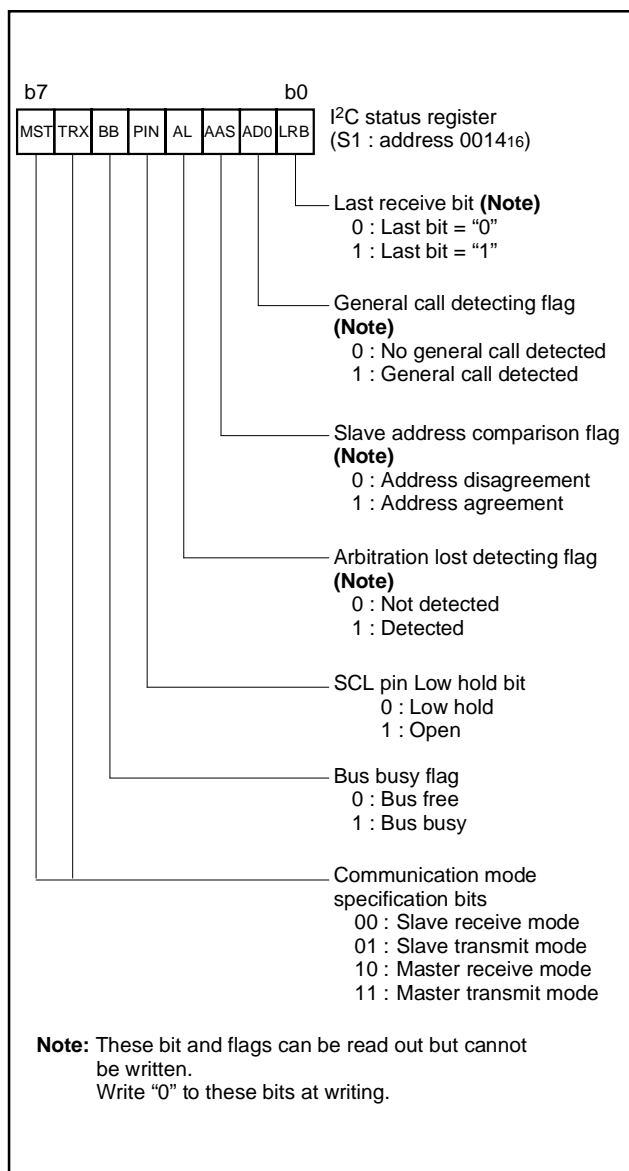 b7 b0
MST TRX BB PIN AL AAS AD0 LRB
I2C status register
(S1 : address 001416)
Last receive bit (Note)
0 : Last bit = “0”
1 : Last bit = “1”
General call detecting flag
(Note)
0 : No general call detected
1 : General call detected
Slave address comparison flag
(Note)
0 : Address disagreement
1 : Address agreement
Arbitration lost detecting flag
(Note)
0 : Not detected
1 : Detected
SCL pin Low hold bit
0 : Low hold
1 : Open
Bus busy flag
0 : Bus free
1 : Bus busy
Communication mode
specification bits
00 : Slave receive mode
01 : Slave transmit mode
10 : Master receive mode
11 : Master transmit mode
Note: These bit and flags can be read out but cannot
be written.
Write “0” to these bits at writing.